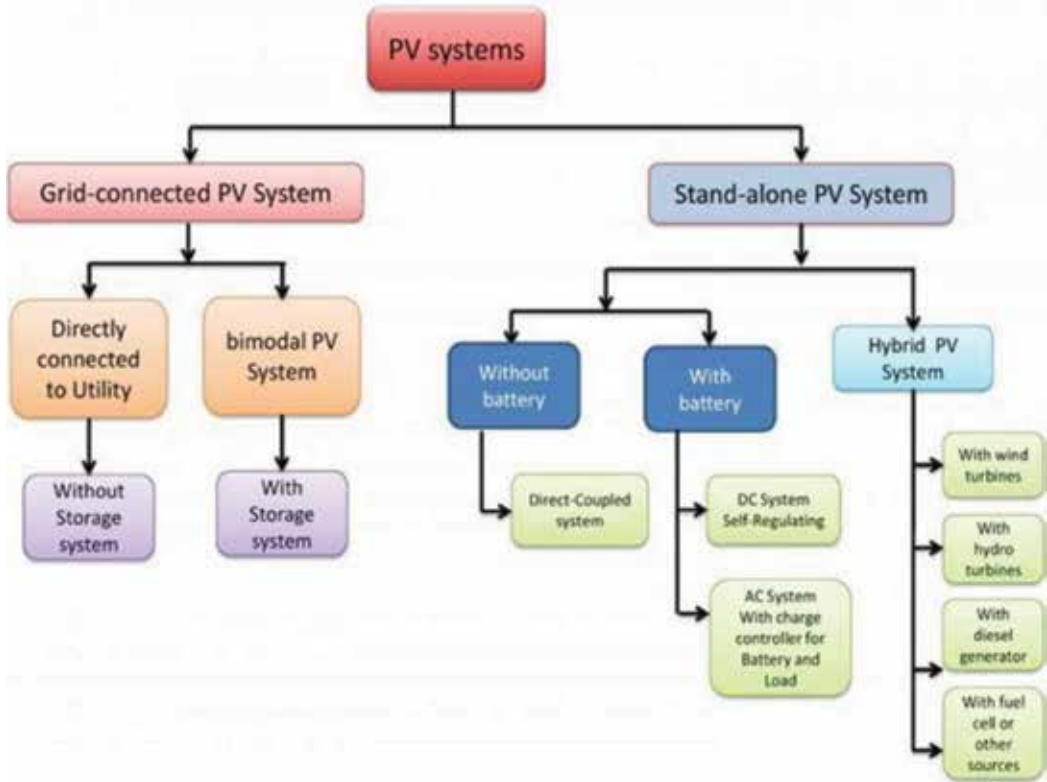 PV systems
Grid-connected PV System
Stand-alone PV System
Directly
connected
to Utility
bimodal PV
System
Without
battery
With
battery
Hybrid PV
System
Without
Storage
system
With
Storage
system
Direct-Coupled
system
DC System
Self-Regulating
AC System
With charge
controller for
Battery and
Load
With wind
turbines
With
hydro
turbines
With
diesel
generator
With fuel
cell or
other
sources